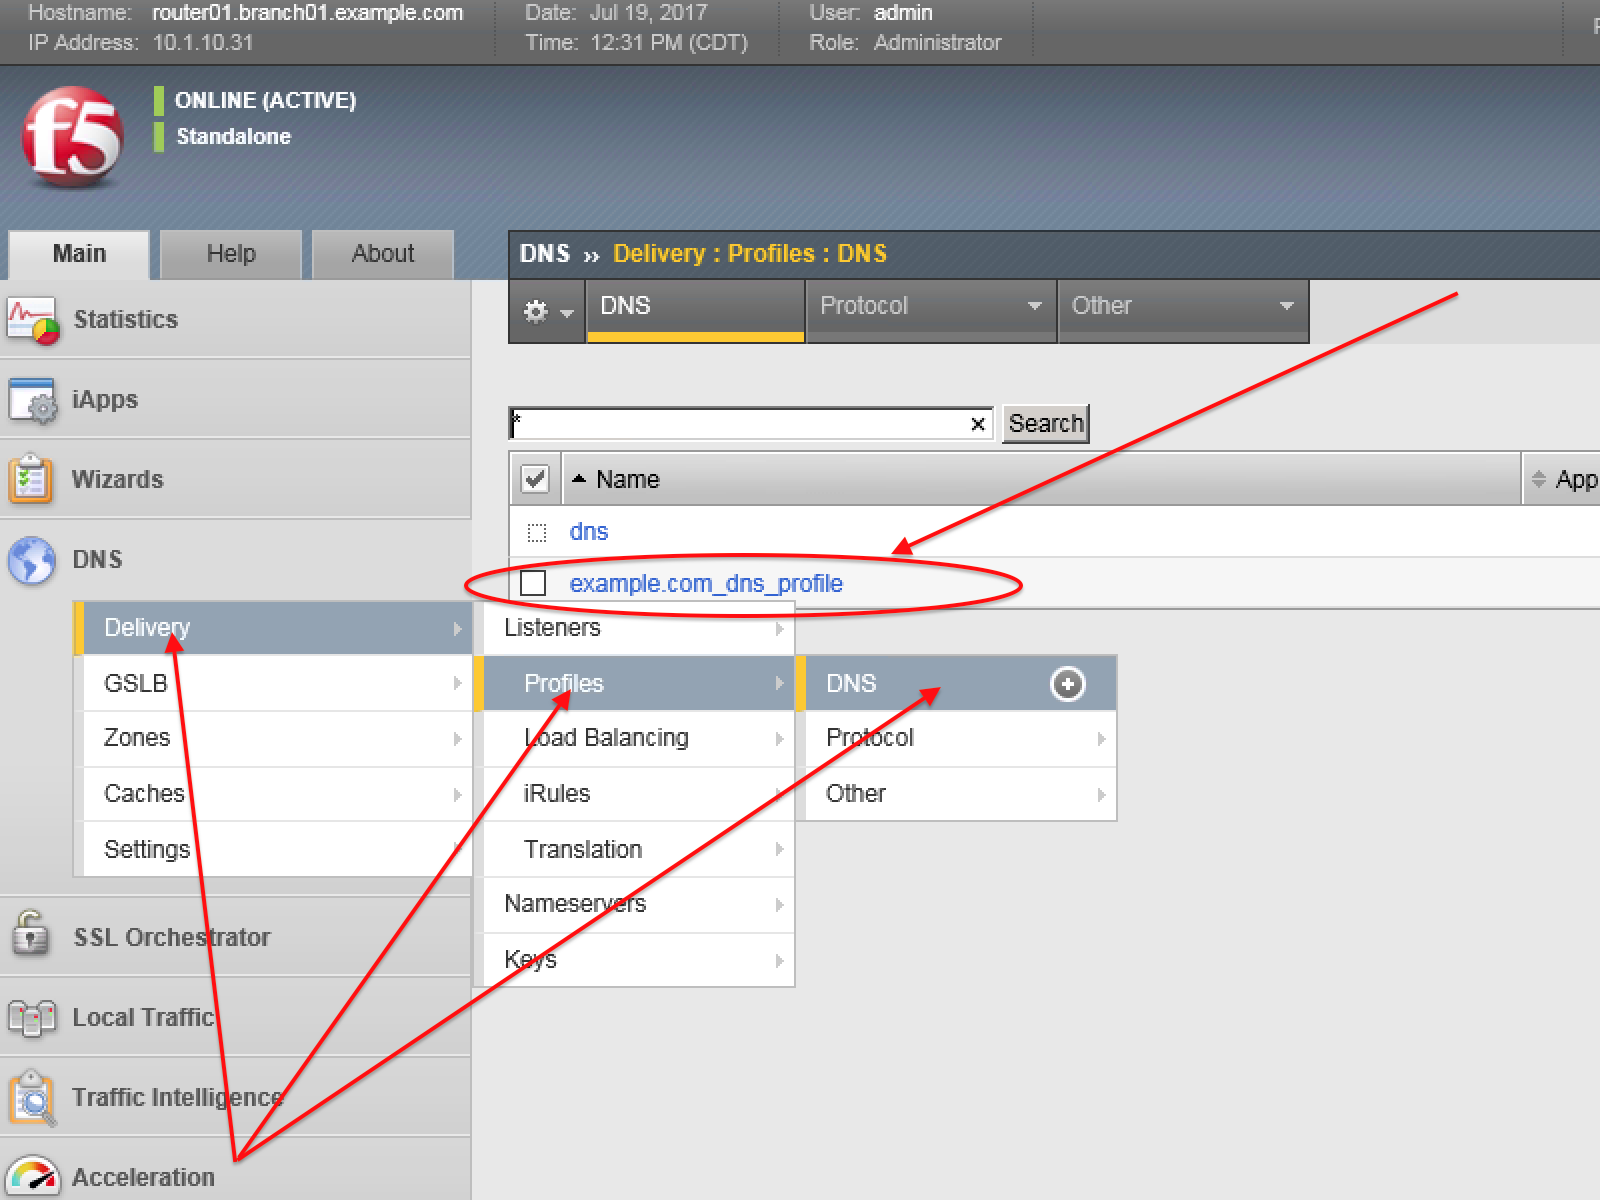 Hostname: router01.branch01.example.com Date: Jul 19, 2017 User: admin
IP Address: 10.1.10.31 Time: 12:31 PM (CDT) Role: Administrator
f5
ONLINE (ACTIVE)
Standalone
Main Help About
DNS ›› Delivery : Profiles : DNS
DNS Protocol Other
* × Search
Name App
dns
example.com_dns_profile
Statistics
iApps
Wizards
DNS
Delivery
GSLB
Zones
Caches
Settings
Listeners
Profiles
Load Balancing
iRules
Translation
Nameservers
Keys
DNS
Protocol
Other
SSL Orchestrator
Local Traffic
Traffic Intelligence
Acceleration